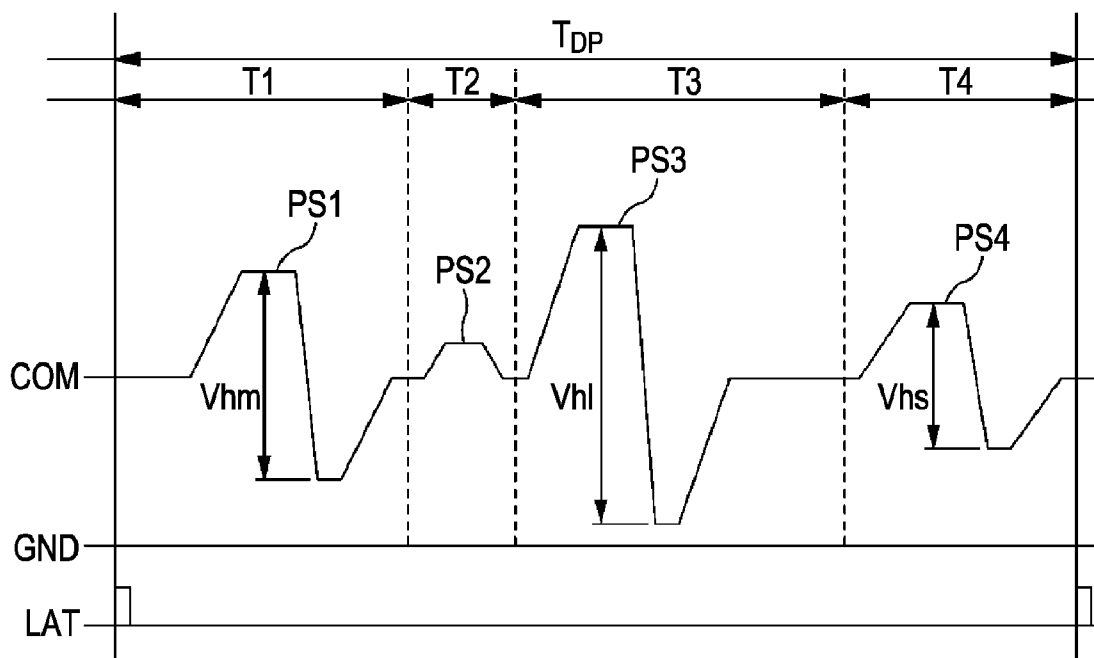 TDP
T1 T2 T3 T4
PS3
PS1
PS4
PS2
COM
Vhm Vhl Vhs
GND
LAT